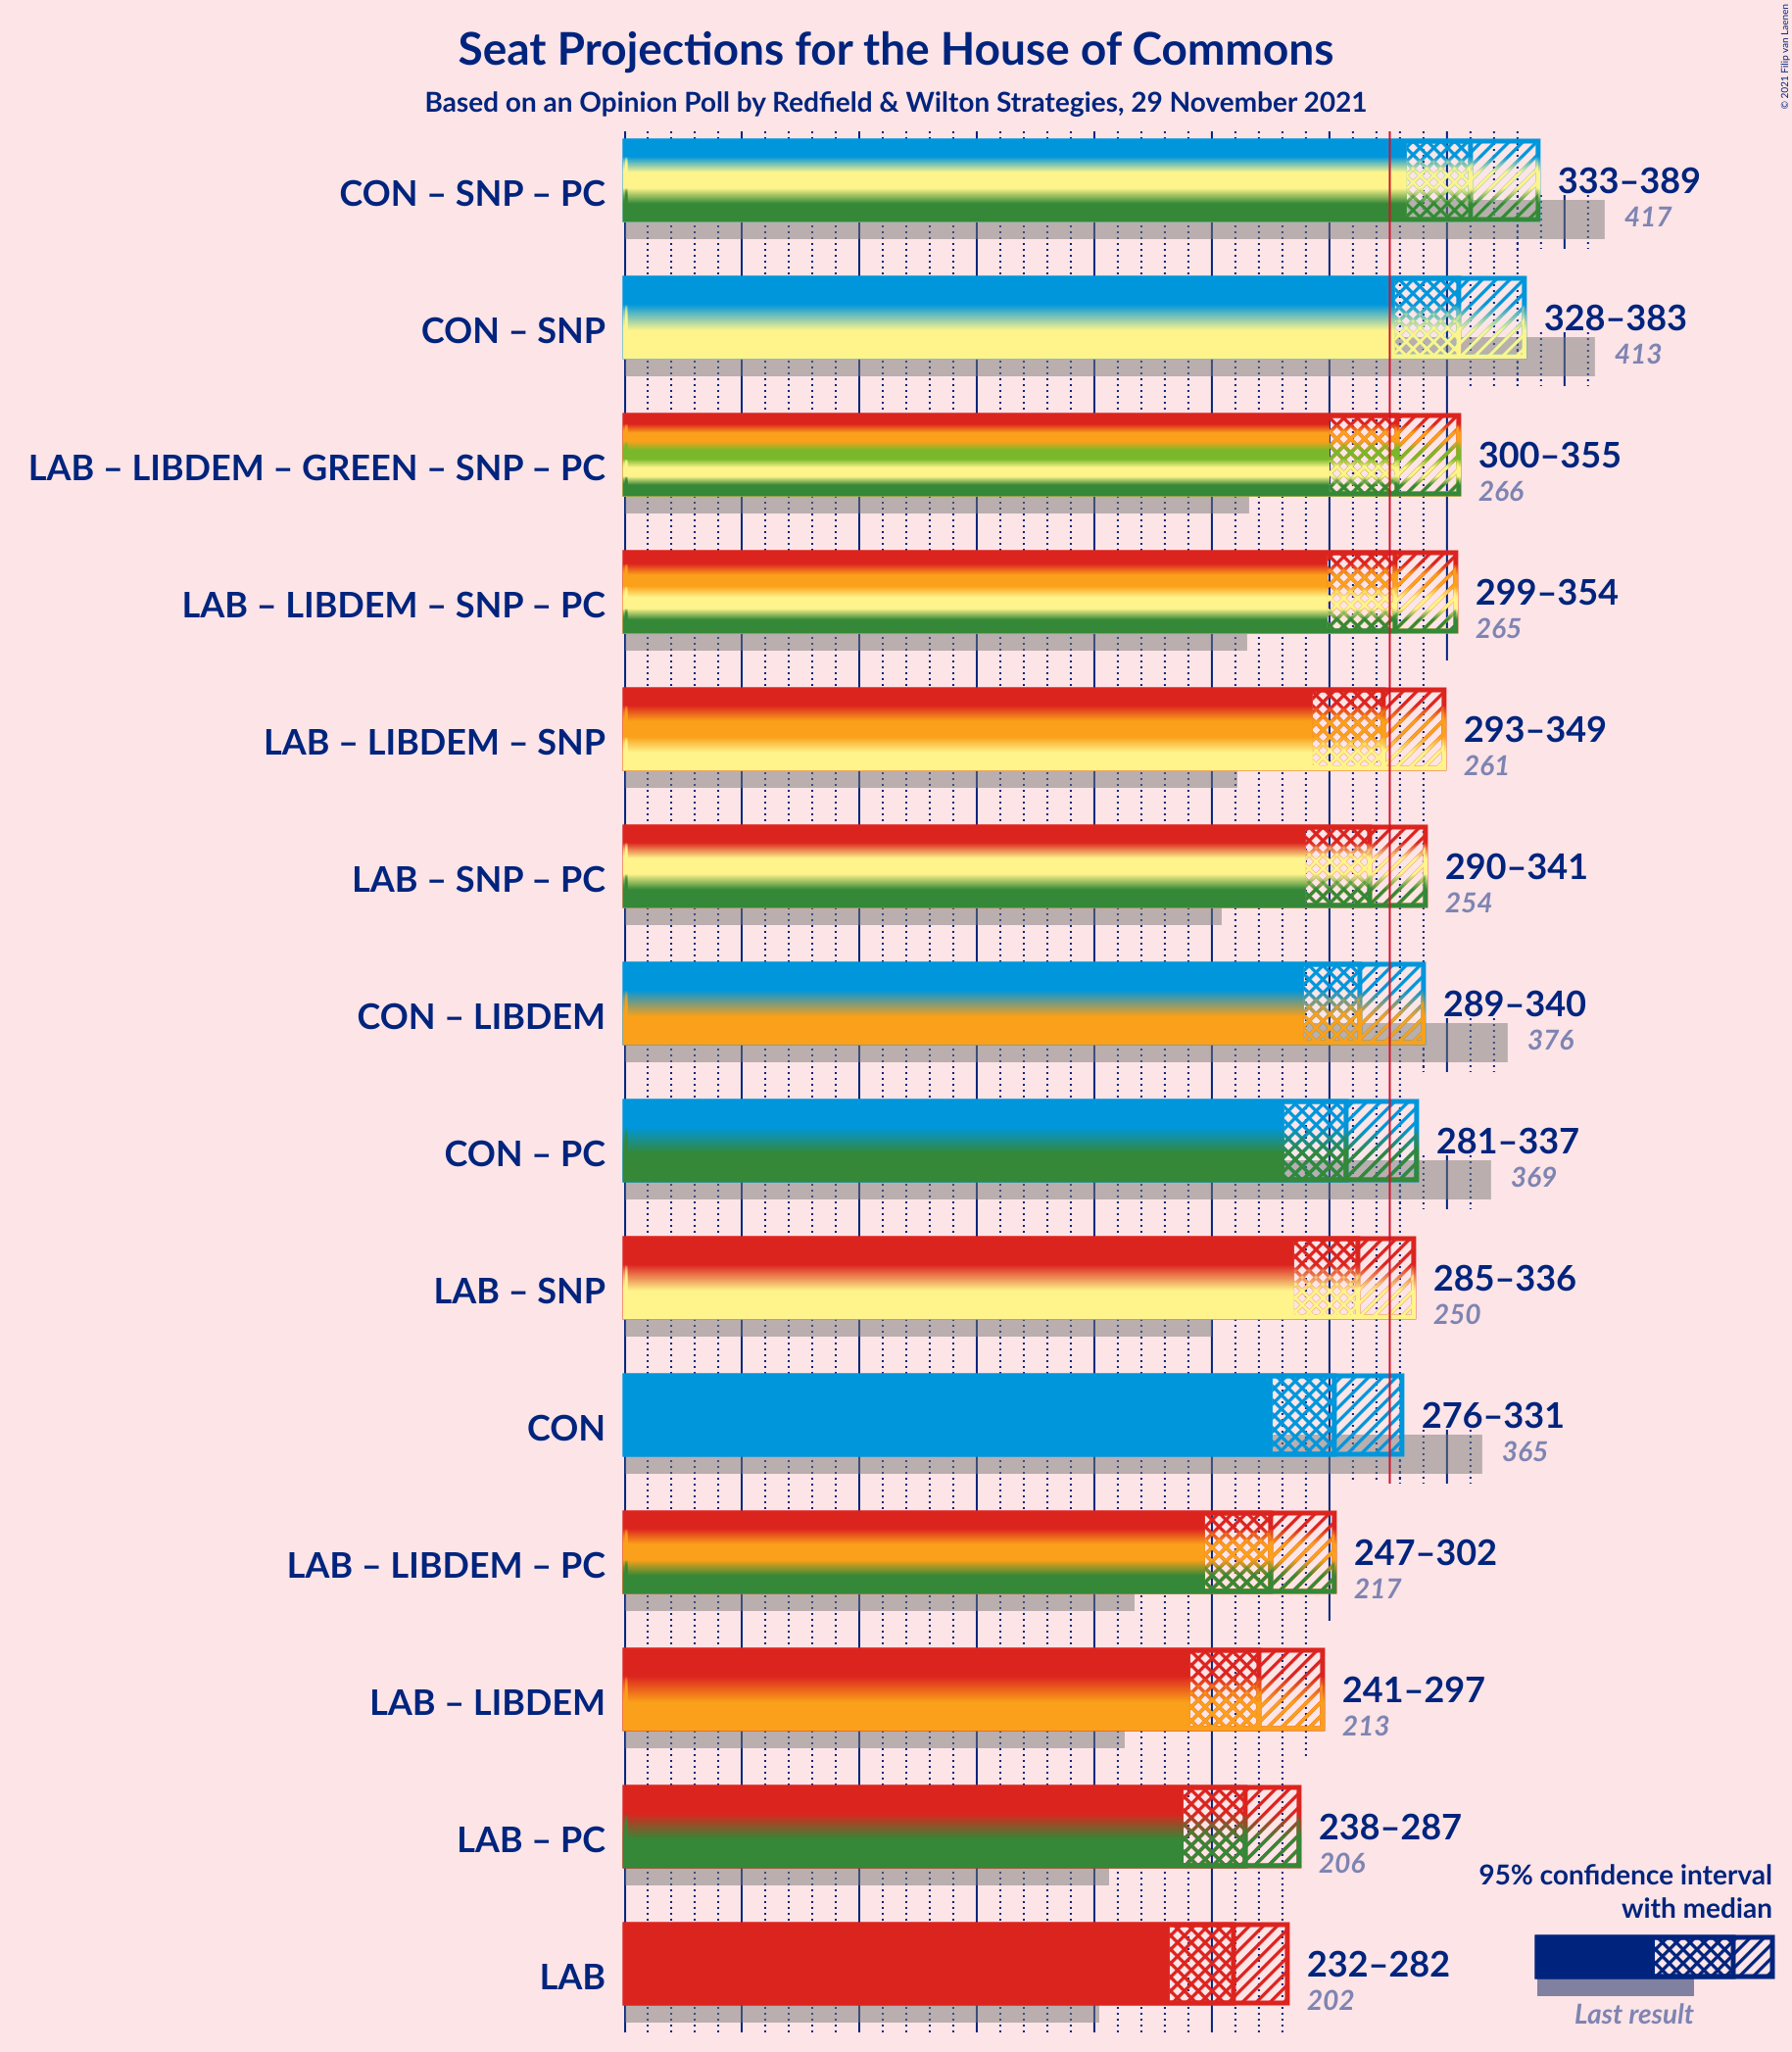 Seat Projections for the House of Commons
Based on an Opinion Poll by Redfield & Wilton Strategies, 29 November 2021
© 2021 Filip van Laenen
CON – SNP – PC
333–389
417
CON – SNP
328–383
413
LAB – LIBDEM – GREEN – SNP – PC
300–355
266
LAB – LIBDEM – SNP – PC
299–354
265
LAB – LIBDEM – SNP
293–349
261
LAB – SNP – PC
290–341
254
CON – LIBDEM
289–340
376
CON – PC
281–337
369
LAB – SNP
285–336
250
CON
276–331
365
LAB – LIBDEM – PC
247–302
217
LAB – LIBDEM
241–297
213
LAB – PC
238–287
206
LAB
232–282
202
95% confidence interval
with median
Last result